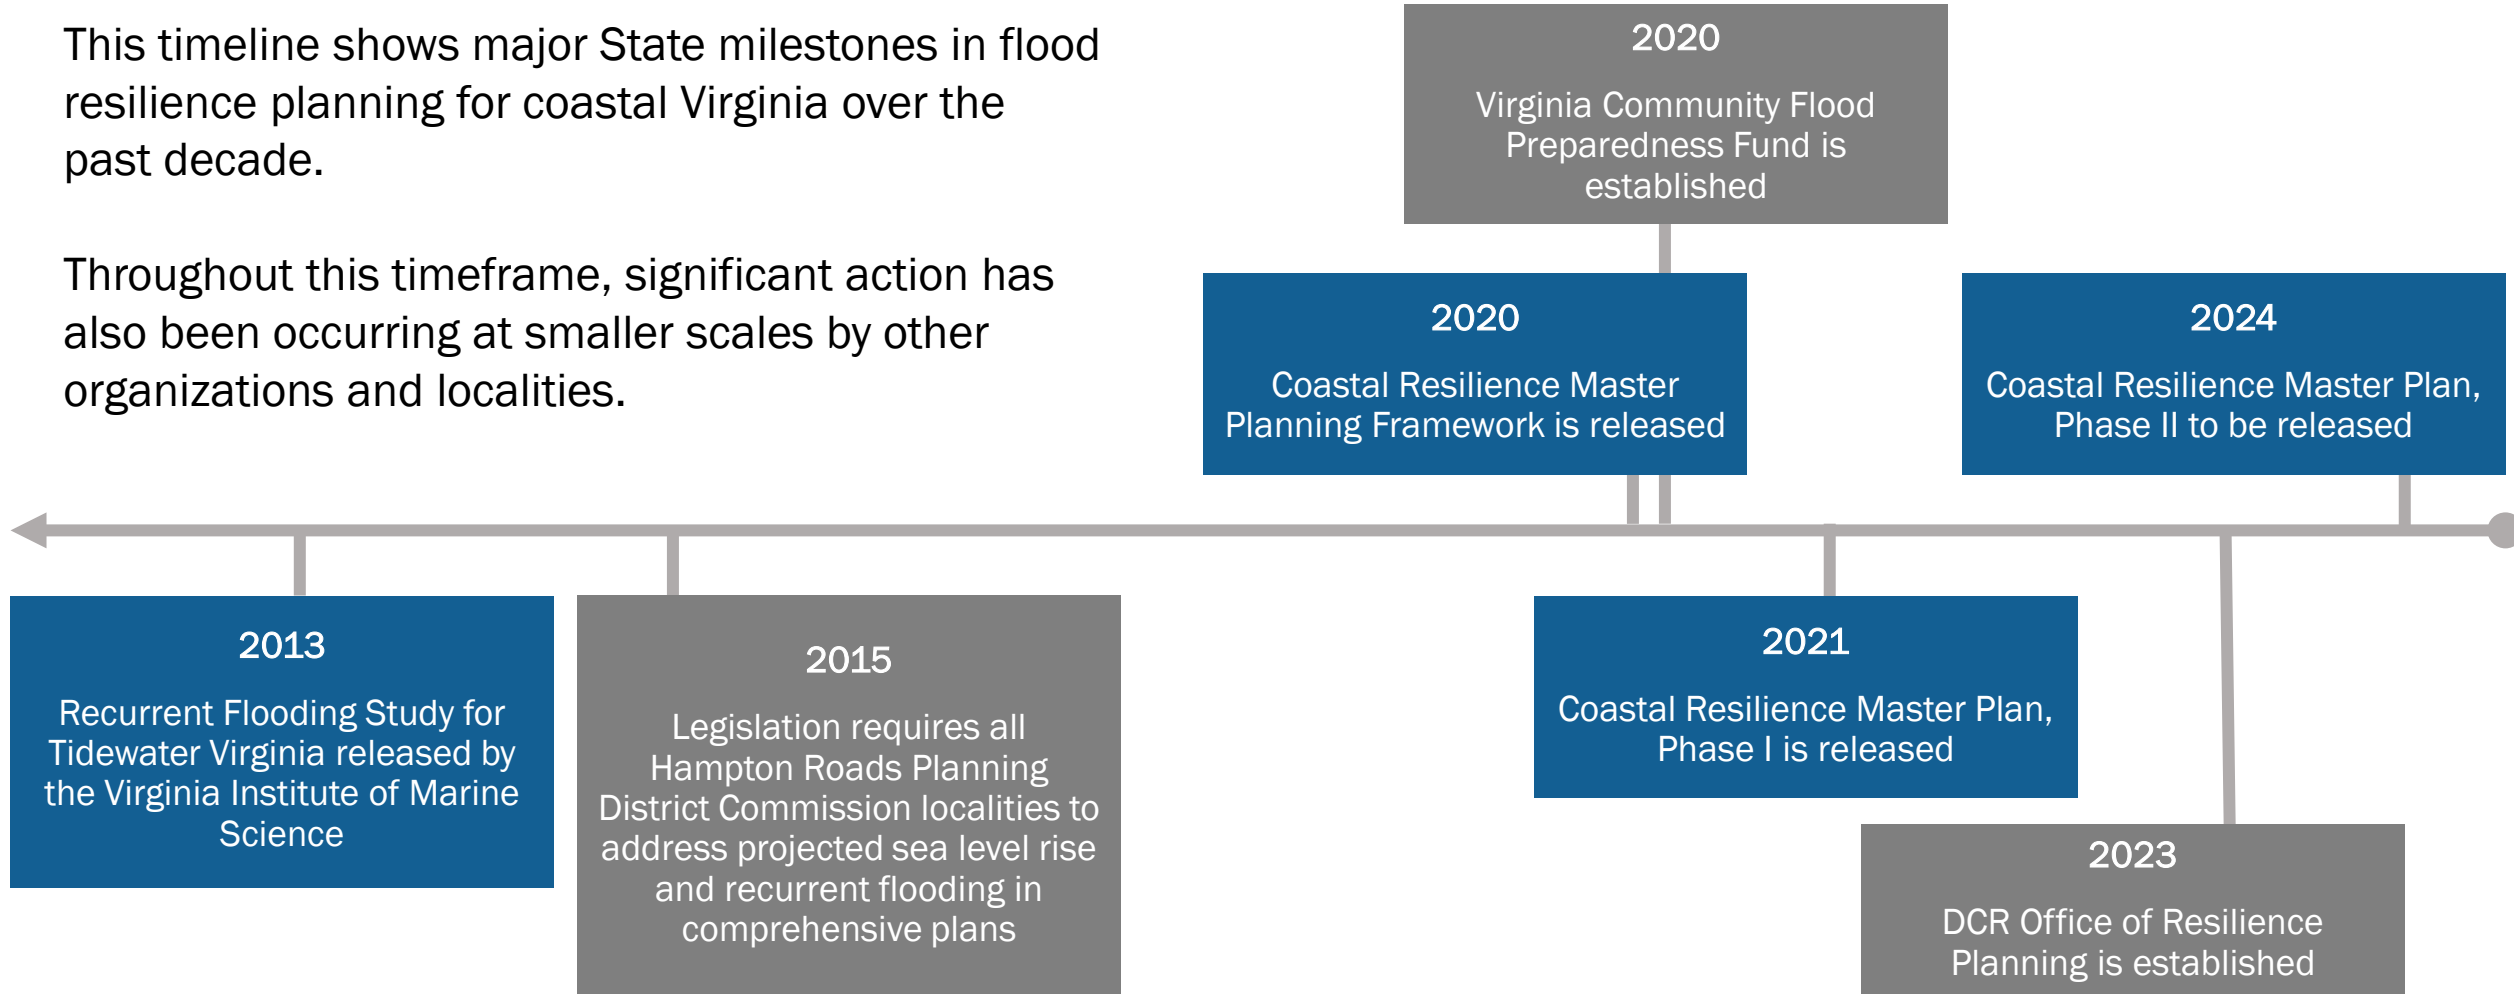 This timeline shows major State milestones in flood
resilience planning for coastal Virginia over the
past decade.
Throughout this timeframe, significant action has
also been occurring at smaller scales by other
organizations and localities.
2020
Virginia Community Flood
Preparedness Fund is
established
2020
Coastal Resilience Master
Planning Framework is released
2024
Coastal Resilience Master Plan,
Phase II to be released
2013
Recurrent Flooding Study for
Tidewater Virginia released by
the Virginia Institute of Marine
Science
2015
Legislation requires all
Hampton Roads Planning
District Commission localities to
address projected sea level rise
and recurrent flooding in
comprehensive plans
2021
Coastal Resilience Master Plan,
Phase I is released
2023
DCR Office of Resilience
Planning is established